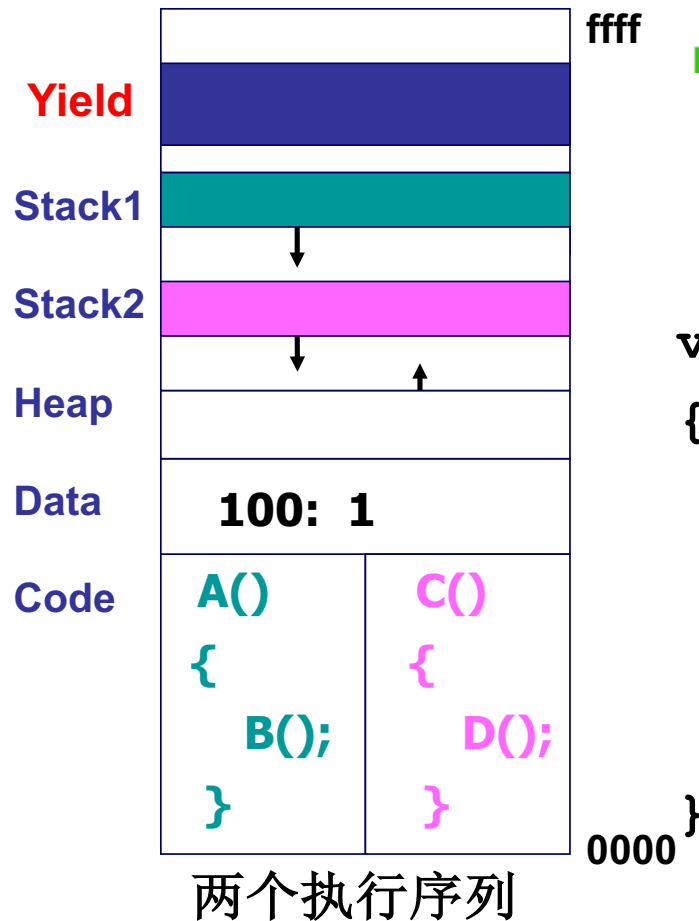 ffff
Yield
Stack1
Stack2
v
Heap
{
Data
100: 1
Code
A()
C()
{
{
B();
D();
}
}
}
0000
两个执行序列